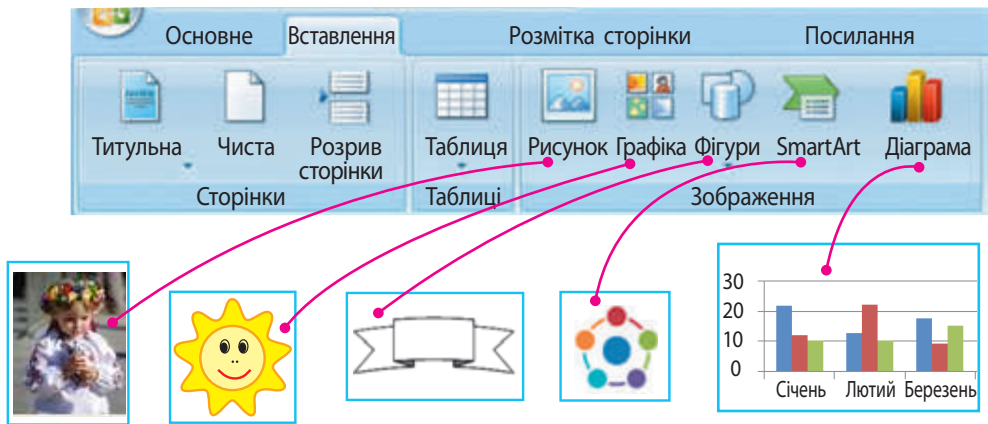 Основне Вставлення Розмітка сторінки Посилання
Титульна Чиста Розрив сторінки Таблиця Рисунок Графіка Фігури SmartArt Діаграма
Сторінки Таблиці Зображення
30
20
10
0
Січень Лютий Березень